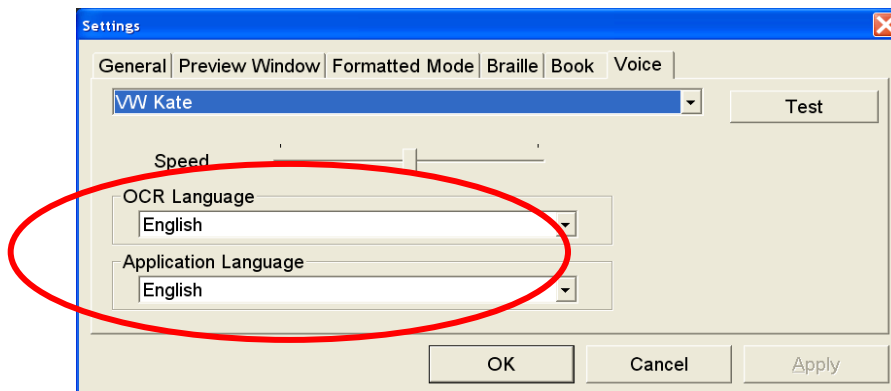 Settings
General Preview Window Formatted Mode Braille Book Voice
VW Kate
Test
Speed
OCR Language
English
Application Language
English
OK Cancel Apply